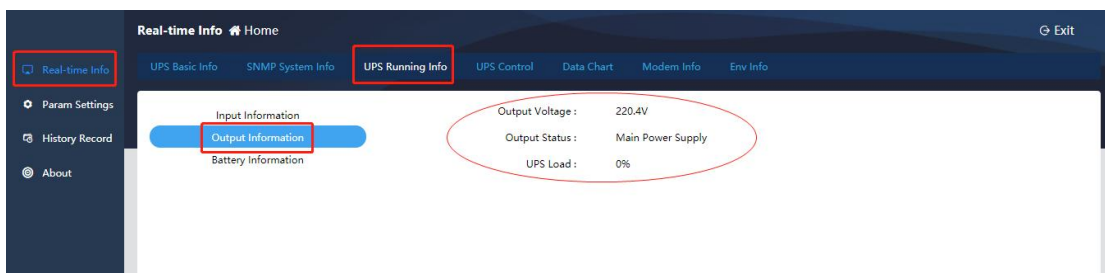 Real-time Info Home Exit
Real-time Info
Param Settings
History Record
About
UPS Basic Info SNMP System Info UPS Running Info UPS Control Data Chart Modem Info Env Info
Input Information
Output Information
Battery Information
Output Voltage : 220.4V
Output Status : Main Power Supply
UPS Load : 0%